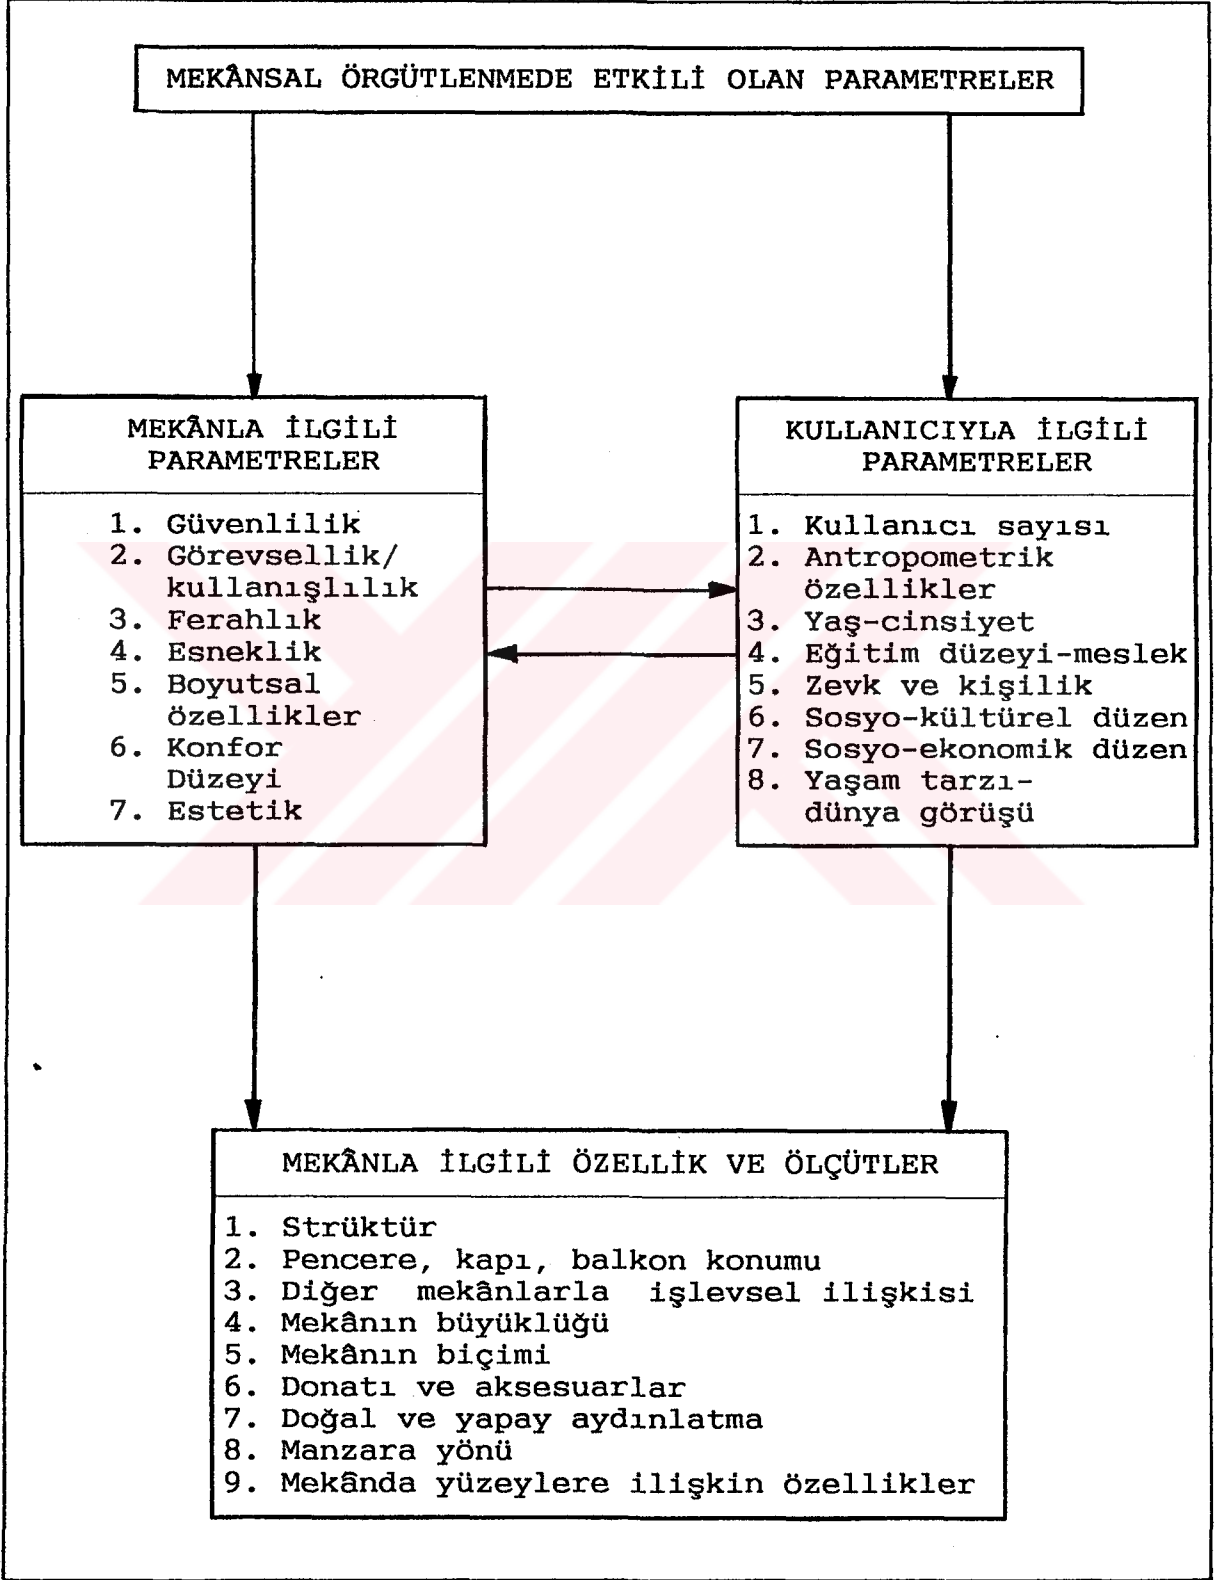 MEKÂNSAL ÖRGÜTLENMEDE ETKİLİ OLAN PARAMETRELER
MEKÂNLA İLGİLİ
PARAMETRELER
1. Güvenlilik
2. Görevsellik/
kullanışlılık
3. Ferahlık
4. Esneklik
5. Boyutsal
özellikler
6. Konfor
Düzeyi
7. Estetik
KULLANICIYLA İLGİLİ
PARAMETRELER
1. Kullanıcı sayısı
2. Antropometrik
özellikler
3. Yaş-cinsiyet
4. Eğitim düzeyi-meslek
5. Zevk ve kişilik
6. Sosyo-kültürel düzen
7. Sosyo-ekonomik düzen
8. Yaşam tarzı-
dünya görüşü
MEKÂNLA İLGİLİ ÖZELLİK VE ÖLÇÜTLER
1. Strüktür
2. Pencere, kapı, balkon konumu
3. Diğer mekânlarla işlevsel ilişkisi
4. Mekânın büyüklüğü
5. Mekânın biçimi
6. Donatı ve aksesuarlar
7. Doğal ve yapay aydınlatma
8. Manzara yönü
9. Mekânda yüzeylere ilişkin özellikler